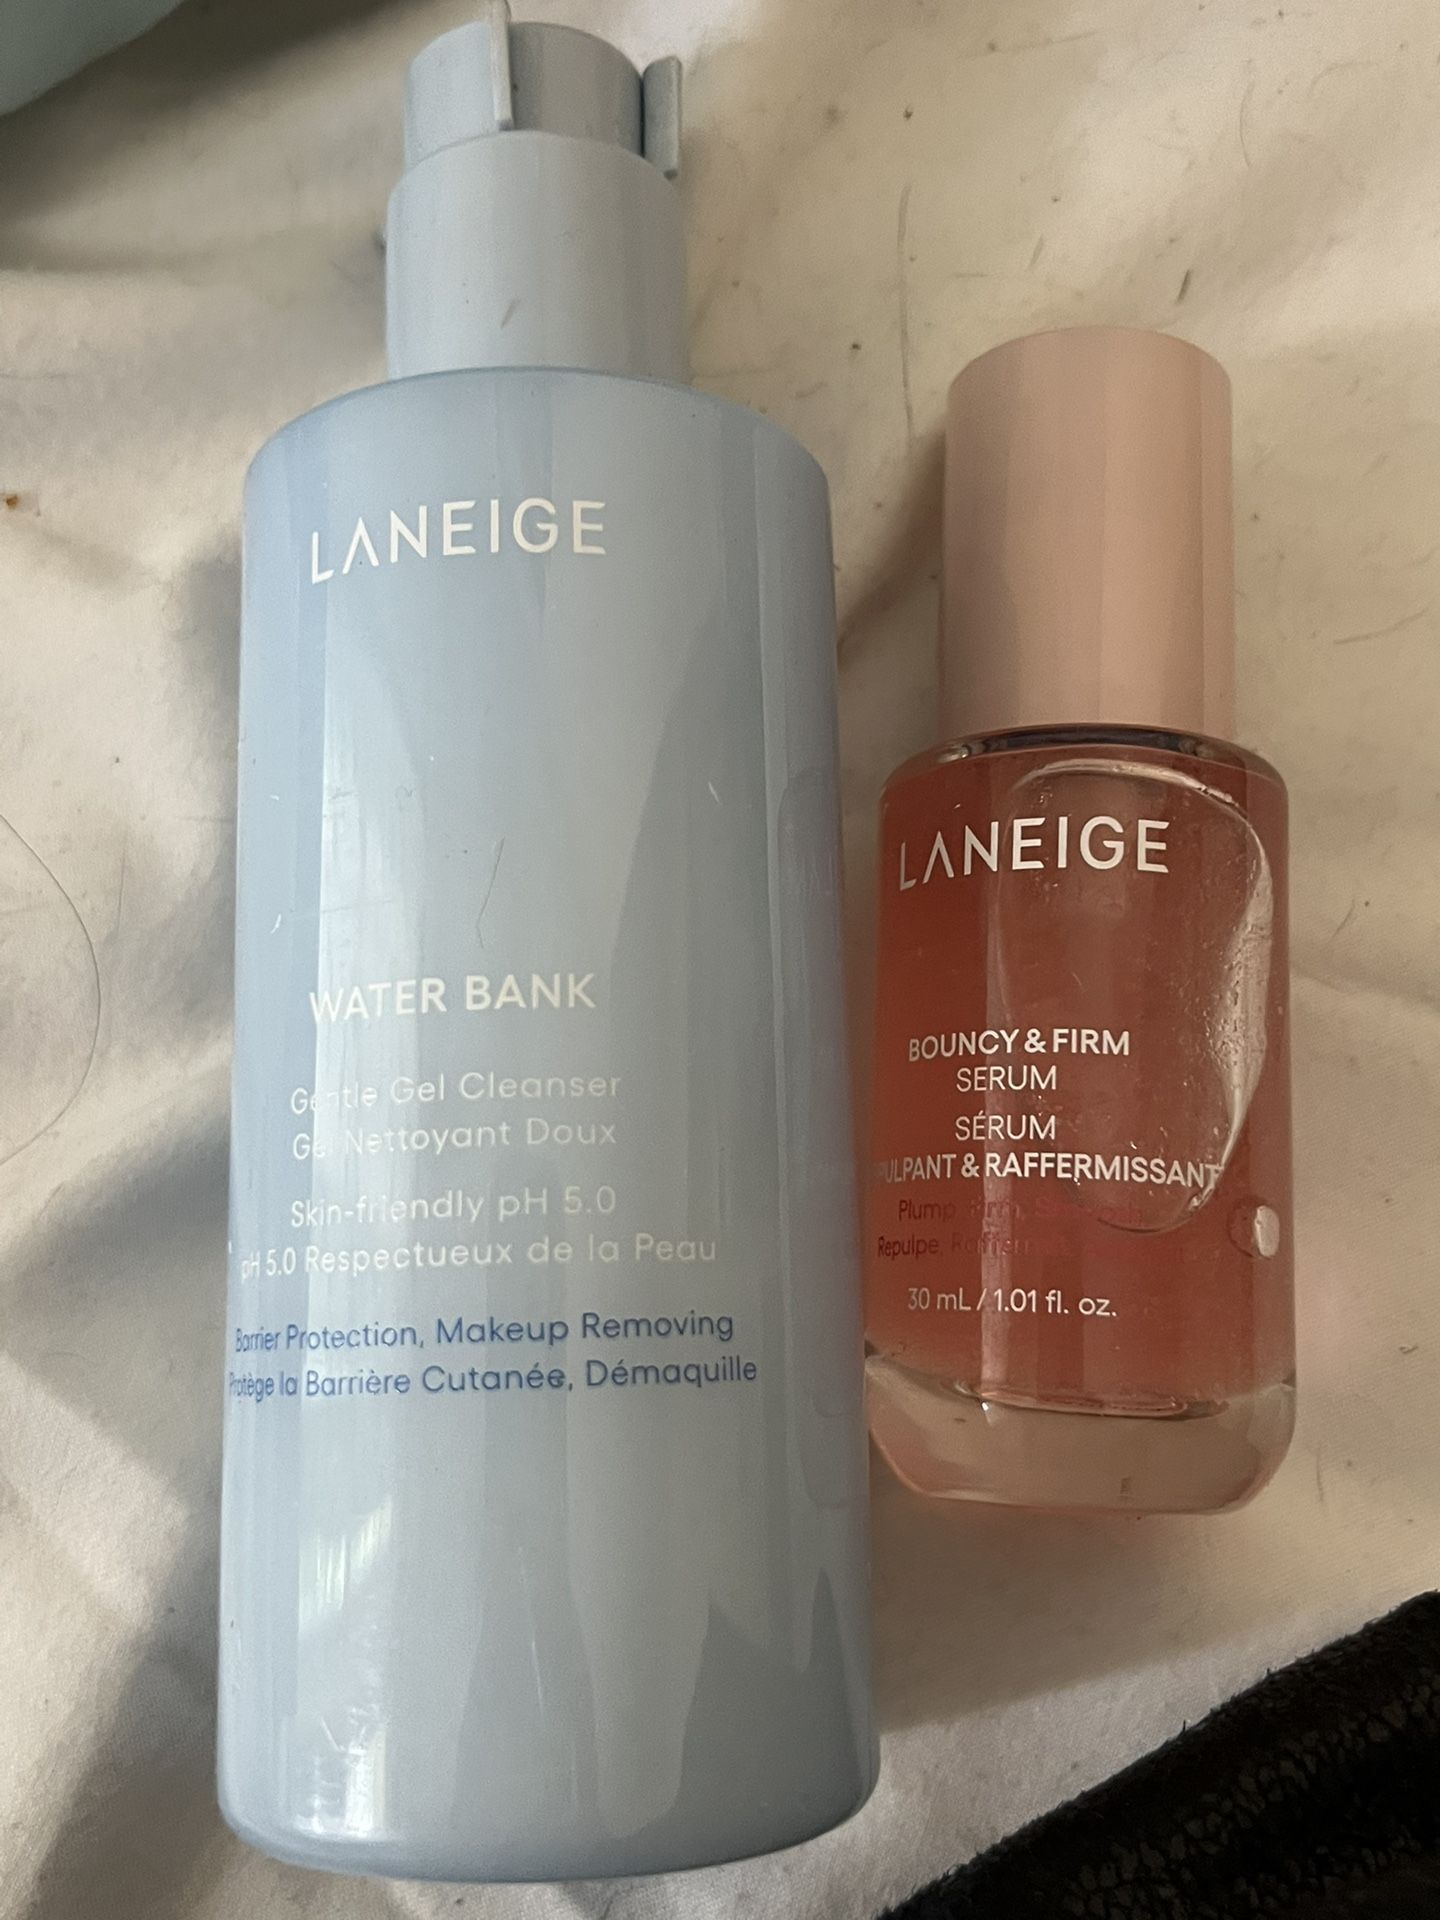 LANEIGE
WATER BANK
Gentle Gel Cleanser
Gel Nettoyant Doux
Skin-friendly pH 5.0
pH 5.0 Respectueux de la Peau
Barrier Protection, Makeup Removing
Protège la Barrière Cutanée, Démaquille
LANEIGE
BOUNCY & FIRM
SERUM
SÉRUM
& RAFFERMISSANT
Plump, Firm,
Repulpe,
30 mL / 1.01 fl. oz.